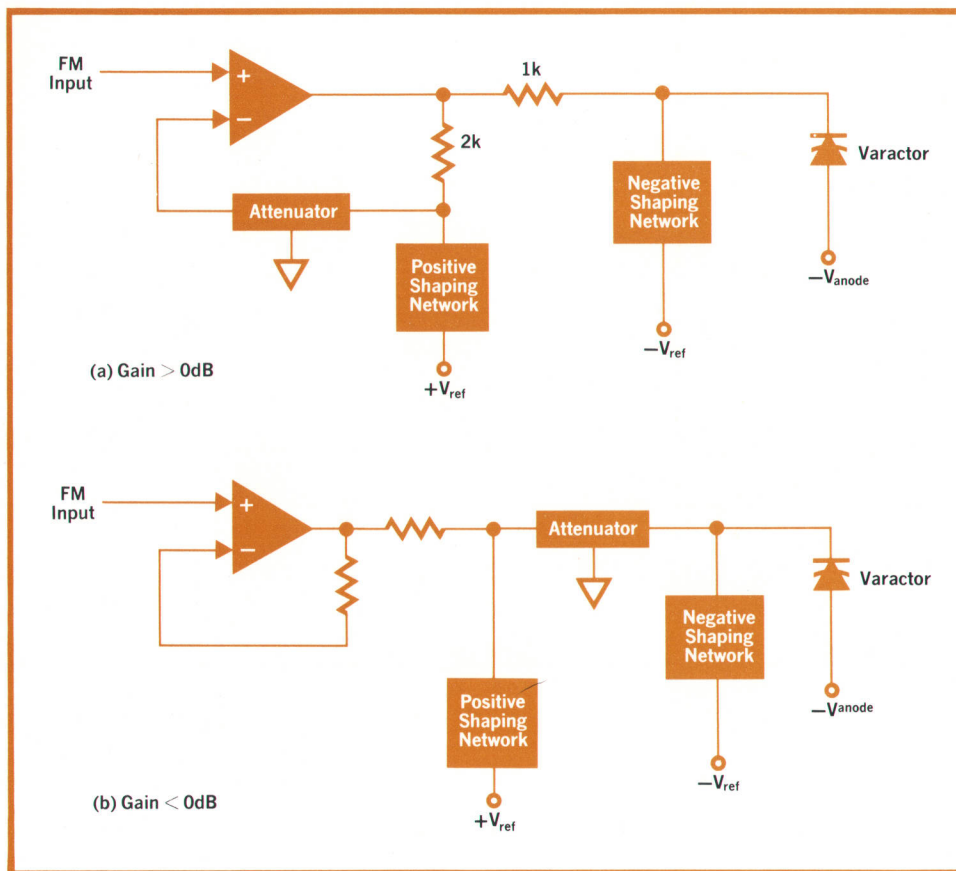 FM
Input
+
−
1k
2k
Attenuator
Positive
Shaping
Network
+Vref
Negative
Shaping
Network
−Vref
Varactor
−Vanode
(a) Gain > 0dB
FM
Input
+
−
Attenuator
Positive
Shaping
Network
+Vref
Negative
Shaping
Network
−Vref
Varactor
−Vanode
(b) Gain < 0dB